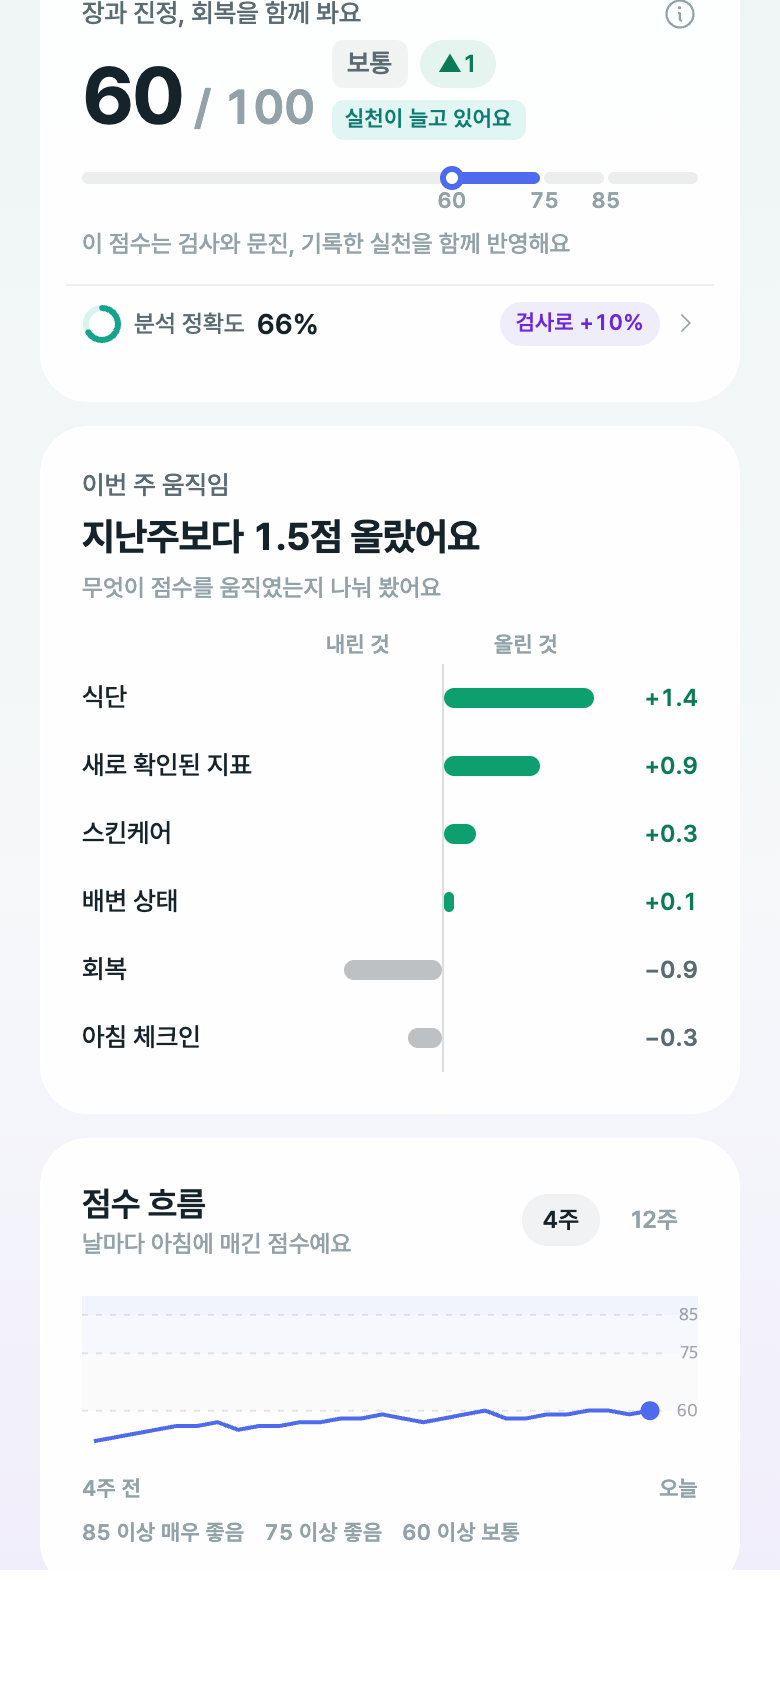 장과 진정, 회복을 함께 봐요
60 / 100
보통
▲1
실천이 늘고 있어요
60 75 85
이 점수는 검사와 문진, 기록한 실천을 함께 반영해요
분석 정확도 66%
검사로 +10%
이번 주 움직임
지난주보다 1.5점 올랐어요
무엇이 점수를 움직였는지 나눠 봤어요
내린 것 올린 것
식단 +1.4
새로 확인된 지표 +0.9
스킨케어 +0.3
배변 상태 +0.1
회복 −0.9
아침 체크인 −0.3
점수 흐름
4주 12주
날마다 아침에 매긴 점수예요
85
75
60
4주 전 오늘
85 이상 매우 좋음 75 이상 좋음 60 이상 보통